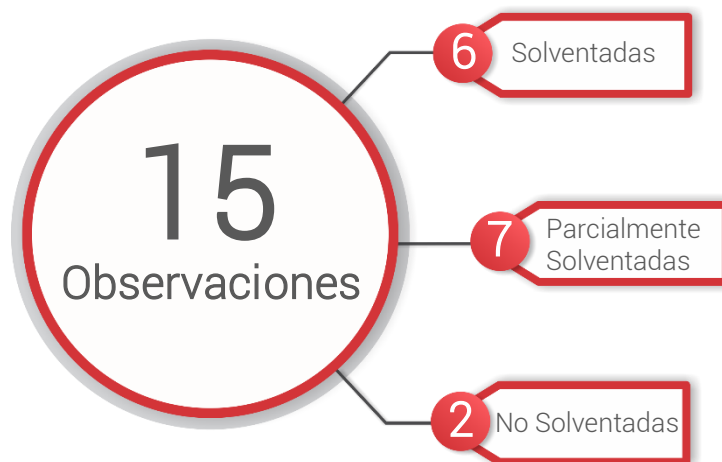 15
Observaciones
6
Solventadas
7
Parcialmente
Solventadas
2
No Solventadas